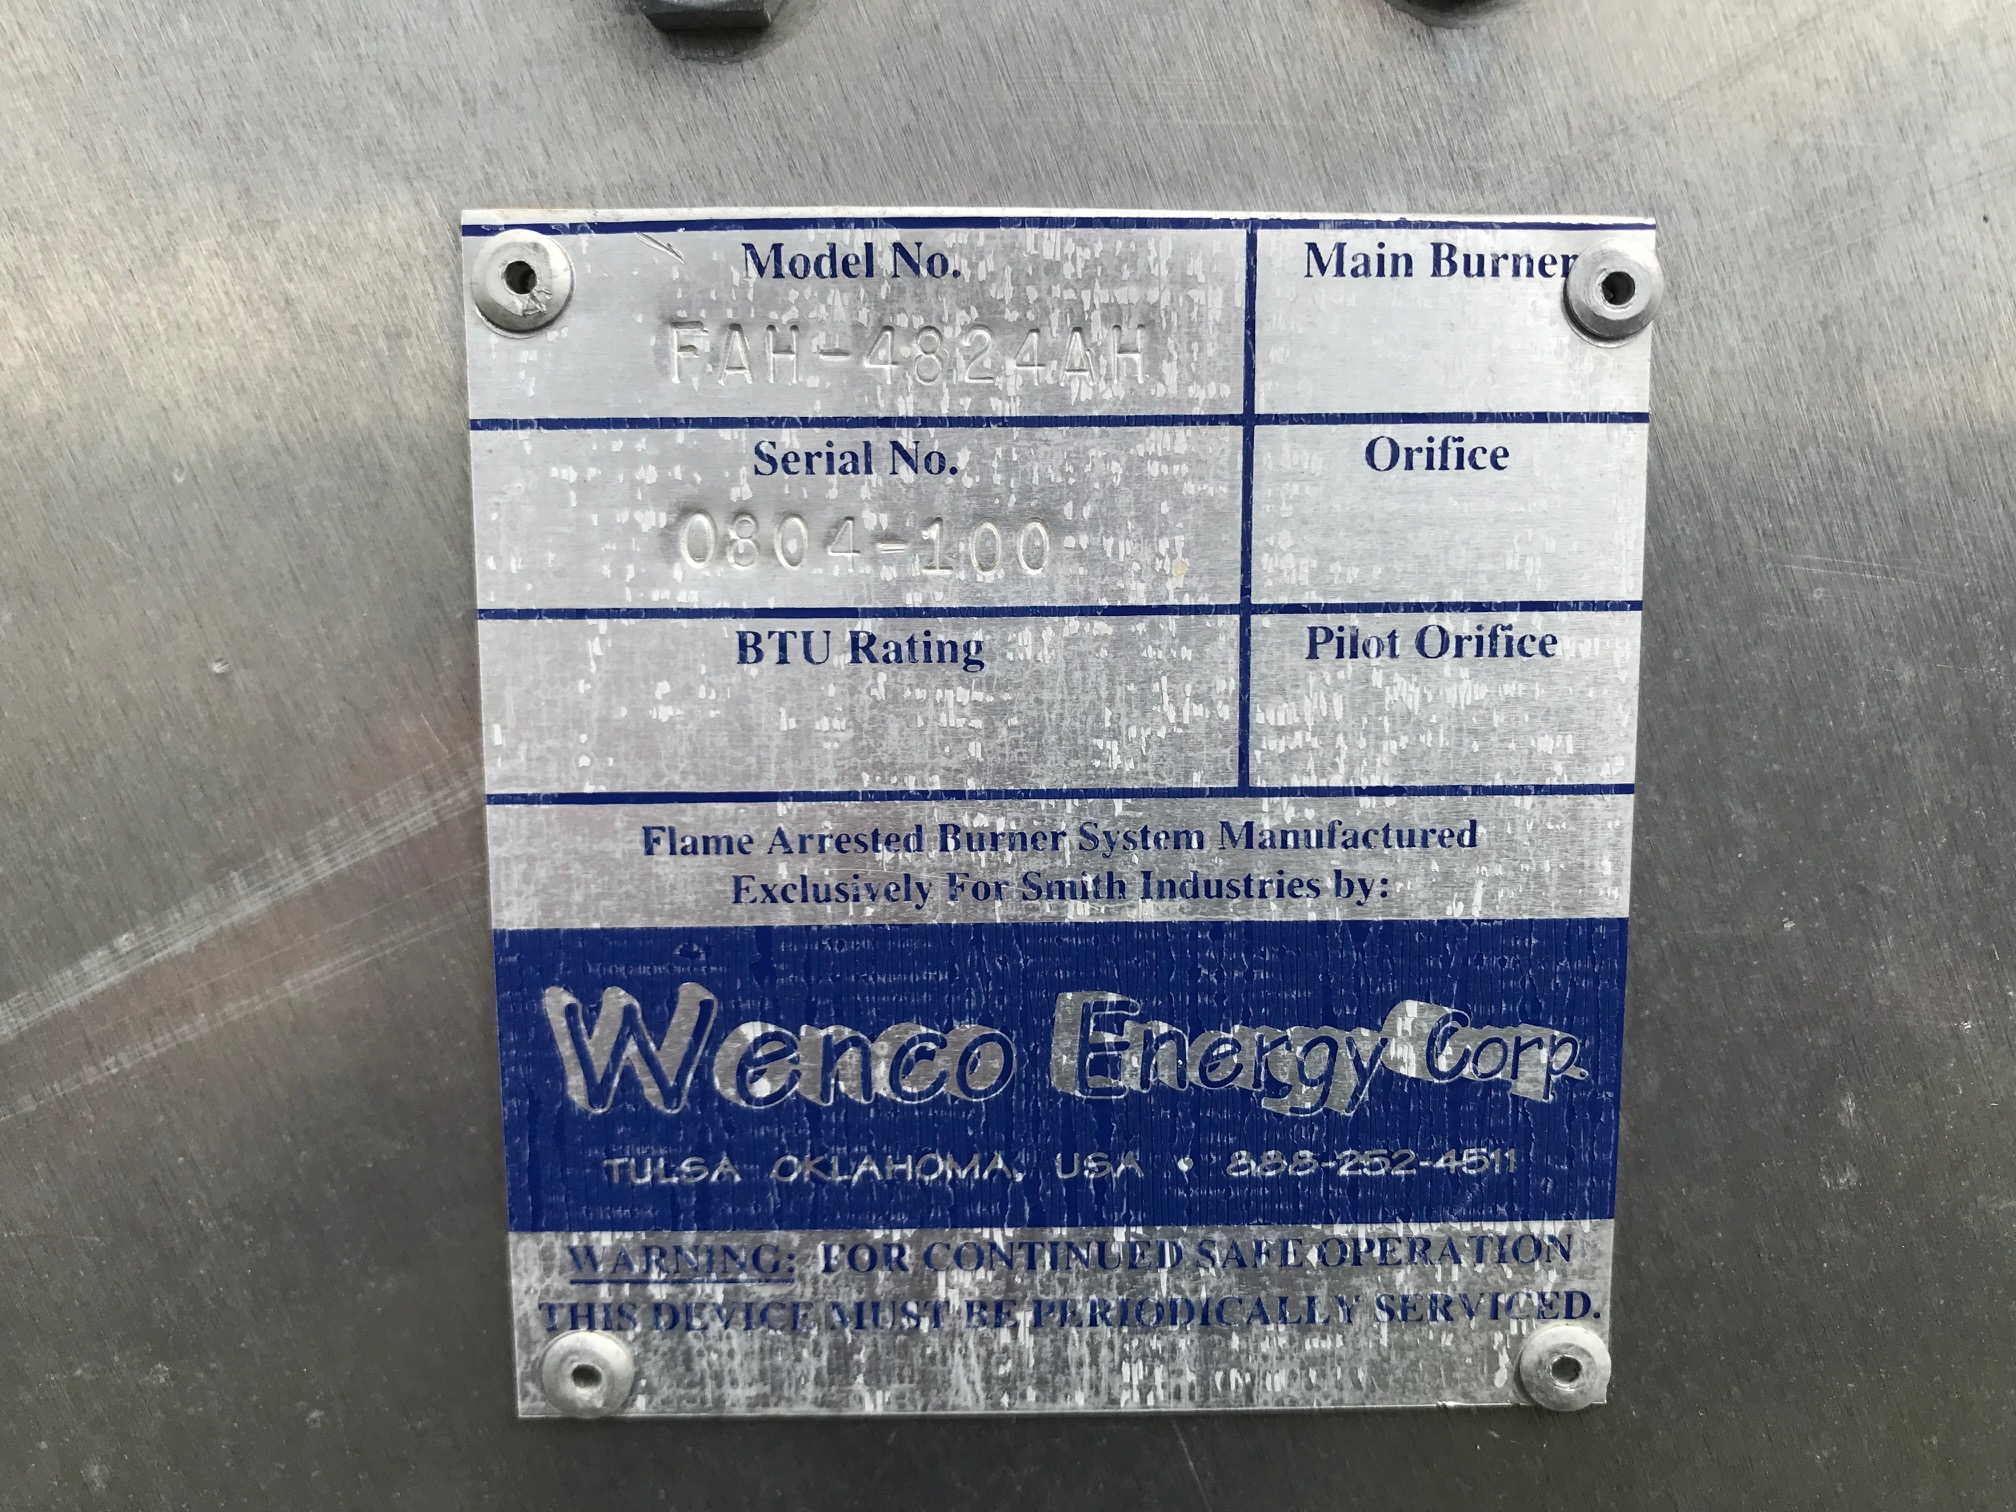 Model No.
Main Burner
FAH-4824AH
Serial No.
Orifice
0804-100
BTU Rating
Pilot Orifice
Flame Arrested Burner System Manufactured
Exclusively For Smith Industries by:
Wenco Energy Corp.
TULSA OKLAHOMA, USA • 888-252-4511
WARNING: FOR CONTINUED SAFE OPERATION
THIS DEVICE MUST BE PERIODICALLY SERVICED.